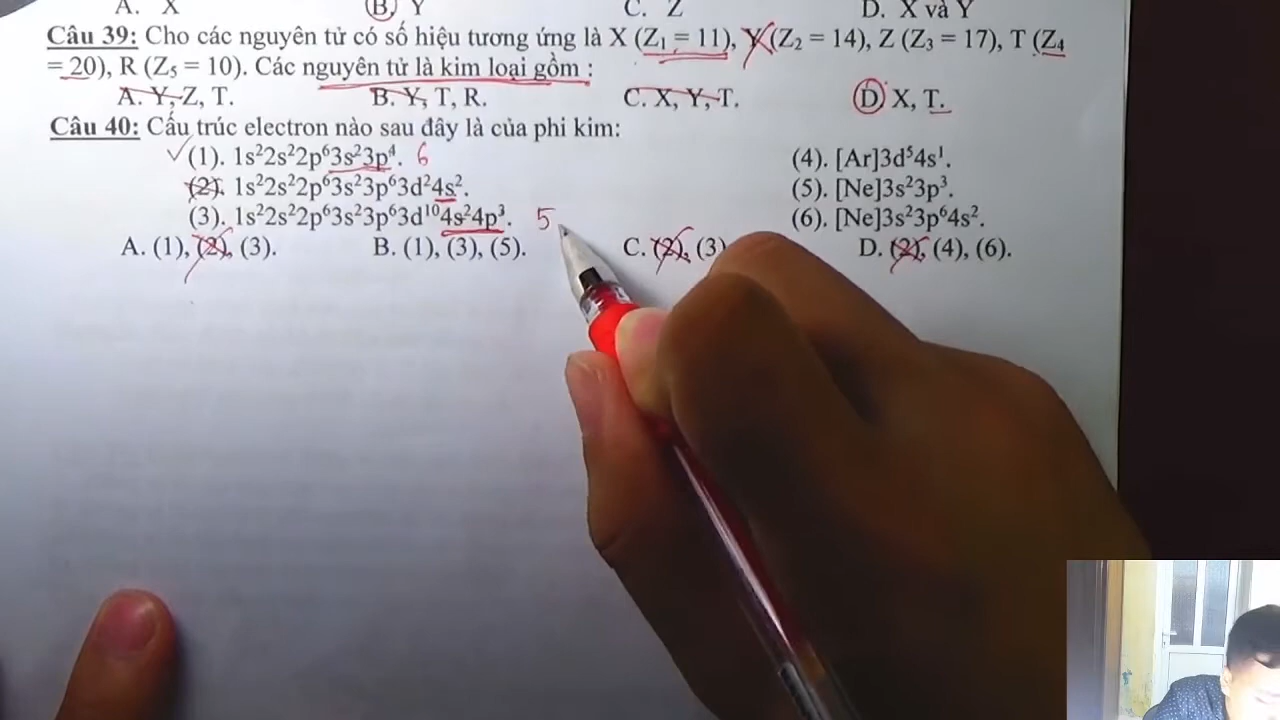 A. X B. Y C. Z D. X và Y
Câu 39: Cho các nguyên tử có số hiệu tương ứng là X (Z₁ = 11), Y (Z₂ = 14), Z (Z₃ = 17), T (Z₄
= 20), R (Z₅ = 10). Các nguyên tử là kim loại gồm :
A. Y, Z, T. B. Y, T, R. C. X, Y, T. D. X, T.
Câu 40: Cấu trúc electron nào sau đây là của phi kim:
(1). 1s²2s²2p⁶3s²3p⁴. 6 (4). [Ar]3d⁵4s¹.
(2). 1s²2s²2p⁶3s²3p⁶3d²4s². (5). [Ne]3s²3p³.
(3). 1s²2s²2p⁶3s²3p⁶3d¹⁰4s²4p³. 5 (6). [Ne]3s²3p⁶4s².
A. (1), (2), (3). B. (1), (3), (5). C. (2), (3) D. (2), (4), (6).